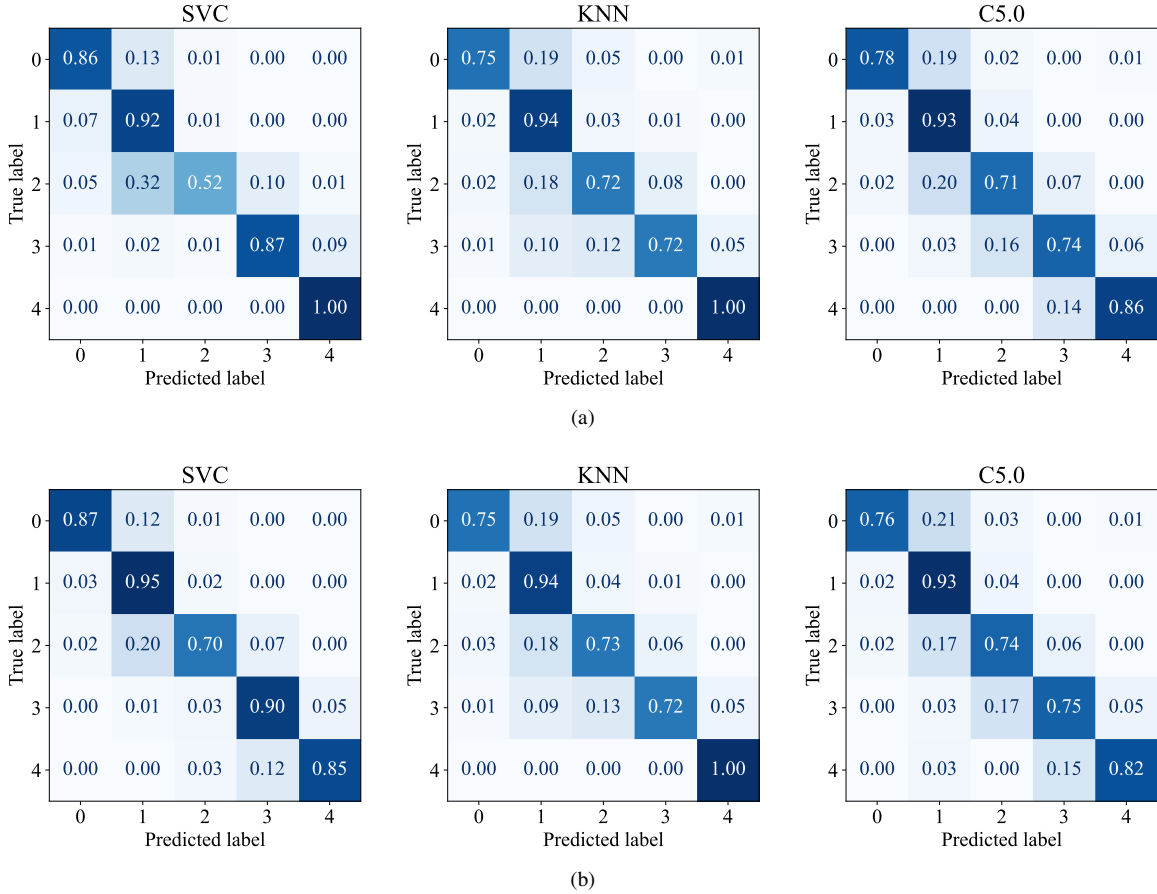 SVC KNN C5.0
0 0.86 0.13 0.01 0.00 0.00 0 0.75 0.19 0.05 0.00 0.01 0 0.78 0.19 0.02 0.00 0.01
1 0.07 0.92 0.01 0.00 0.00 1 0.02 0.94 0.03 0.01 0.00 1 0.03 0.93 0.04 0.00 0.00
True label True label True label
2 0.05 0.32 0.52 0.10 0.01 2 0.02 0.18 0.72 0.08 0.00 2 0.02 0.20 0.71 0.07 0.00
3 0.01 0.02 0.01 0.87 0.09 3 0.01 0.10 0.12 0.72 0.05 3 0.00 0.03 0.16 0.74 0.06
4 0.00 0.00 0.00 0.00 1.00 4 0.00 0.00 0.00 0.00 1.00 4 0.00 0.00 0.00 0.14 0.86
0 1 2 3 4 0 1 2 3 4 0 1 2 3 4
Predicted label Predicted label Predicted label
(a)
SVC KNN C5.0
0 0.87 0.12 0.01 0.00 0.00 0 0.75 0.19 0.05 0.00 0.01 0 0.76 0.21 0.03 0.00 0.01
1 0.03 0.95 0.02 0.00 0.00 1 0.02 0.94 0.04 0.01 0.00 1 0.02 0.93 0.04 0.00 0.00
True label True label True label
2 0.02 0.20 0.70 0.07 0.00 2 0.03 0.18 0.73 0.06 0.00 2 0.02 0.17 0.74 0.06 0.00
3 0.00 0.01 0.03 0.90 0.05 3 0.01 0.09 0.13 0.72 0.05 3 0.00 0.03 0.17 0.75 0.05
4 0.00 0.00 0.03 0.12 0.85 4 0.00 0.00 0.00 0.00 1.00 4 0.00 0.03 0.00 0.15 0.82
0 1 2 3 4 0 1 2 3 4 0 1 2 3 4
Predicted label Predicted label Predicted label
(b)